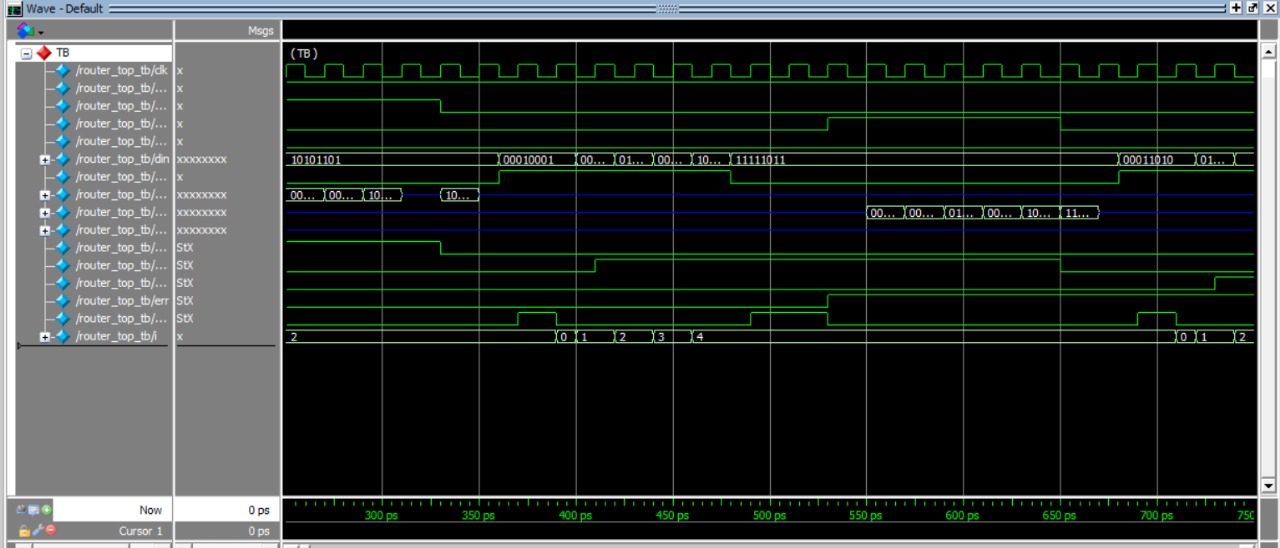 Wave - Default
Msgs
TB
( TB )
/router_top_tb/clk x
/router_top_tb/... x
/router_top_tb/... x
/router_top_tb/... x
/router_top_tb/... x
/router_top_tb/din xxxxxxxx 10101101 00010001 00... 01... 00... 10... 11111011 00011010 01...
/router_top_tb/... x
/router_top_tb/... xxxxxxxx 00... 00... 10... 10...
/router_top_tb/... xxxxxxxx 00... 00... 01... 00... 10... 11...
/router_top_tb/... xxxxxxxx
/router_top_tb/... StX
/router_top_tb/... StX
/router_top_tb/... StX
/router_top_tb/err StX
/router_top_tb/... StX
/router_top_tb/i x 2 0 1 2 3 4 0 1 2
Now 0 ps
300 ps 350 ps 400 ps 450 ps 500 ps 550 ps 600 ps 650 ps 700 ps 750
Cursor 1 0 ps